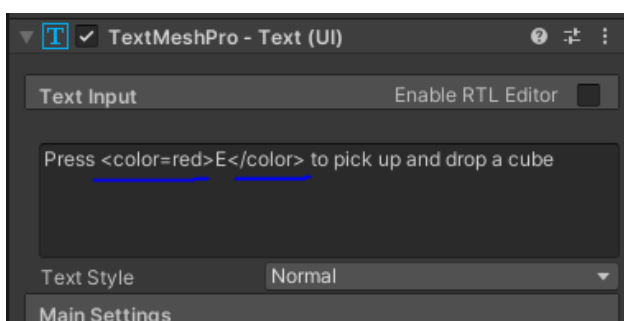 TextMeshPro - Text (UI)
Text Input Enable RTL Editor
Press <color=red>E</color> to pick up and drop a cube
Text Style Normal
Main Settings